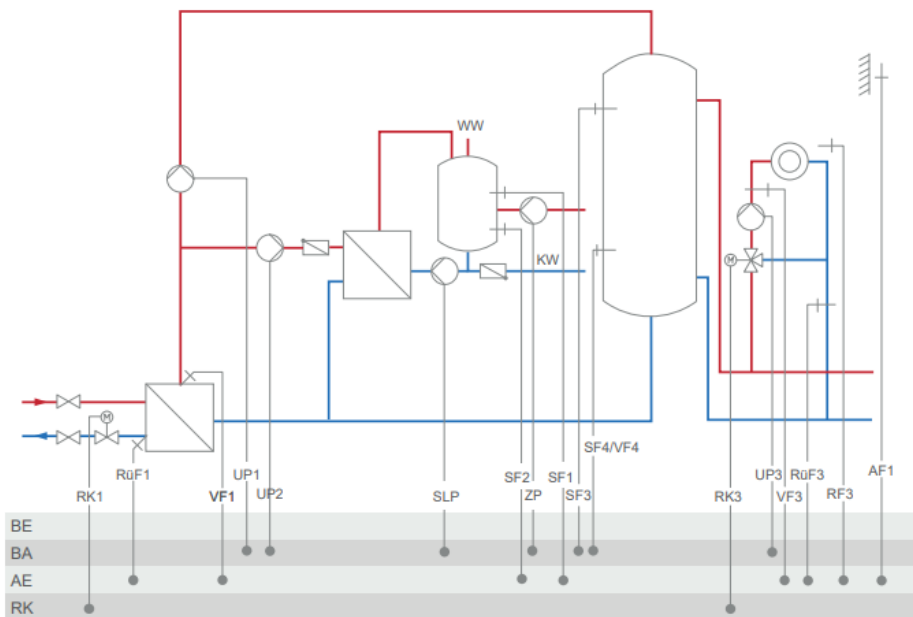 WW
KW
M
M
SF4/VF4
RK1
RüF1
VF1
UP1
UP2
SLP
SF2
ZP
SF1
SF3
RK3
UP3
VF3
RüF3
RF3
AF1
BE
BA
AE
RK